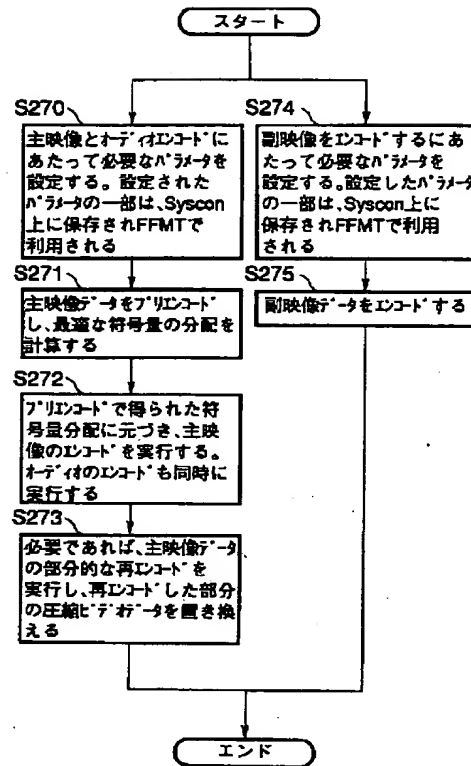 スタート
S270
主映像とオーディオエンコードに
あたって必要なパラメータを
設定する。設定された
パラメータの一部は、Syscon
上に保存されFFMTで
利用される
S271
主映像データをプリエンコード
し、最適な符号量の分配を
計算する
S272
プリエンコードで得られた符
号量分配に元づき、主映
像のエンコードを実行する。
オーディオのエンコードも同時に
実行する
S273
必要であれば、主映像データ
の部分的な再エンコードを
実行し、再エンコードした部分
の圧縮ビデオデータを置き換
える
S274
副映像をエンコードするにあ
たって必要なパラメータを
設定する。設定したパラメータ
の一部は、Syscon上に
保存されFFMTで利用
される
S275
副映像データをエンコードする
エンド